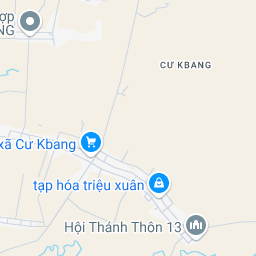 ợp
NG
CƯ KBANG
xã Cư Kbang
tạp hóa triệu xuân
Hội Thánh Thôn 13